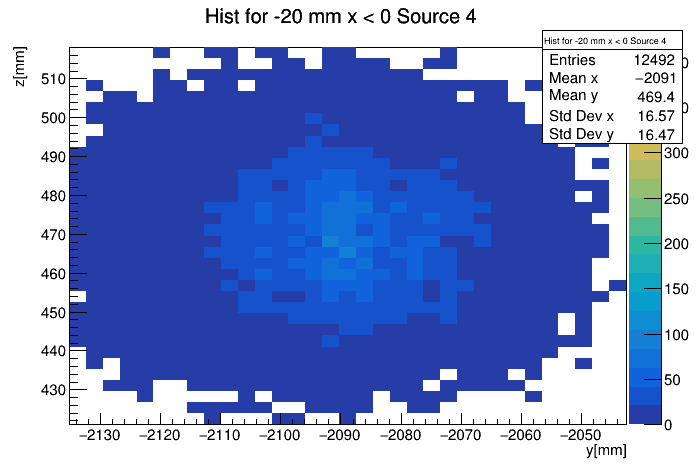 Hist for -20 mm x < 0 Source 4
z[mm]
Hist for -20 mm x < 0 Source 4
Entries 12492
Mean x −2091
Mean y 469.4
Std Dev x 16.57
Std Dev y 16.47
510
500
490
480
470
460
450
440
430
300
250
200
150
100
50
0
−2130 −2120 −2110 −2100 −2090 −2080 −2070 −2060 −2050
y[mm]